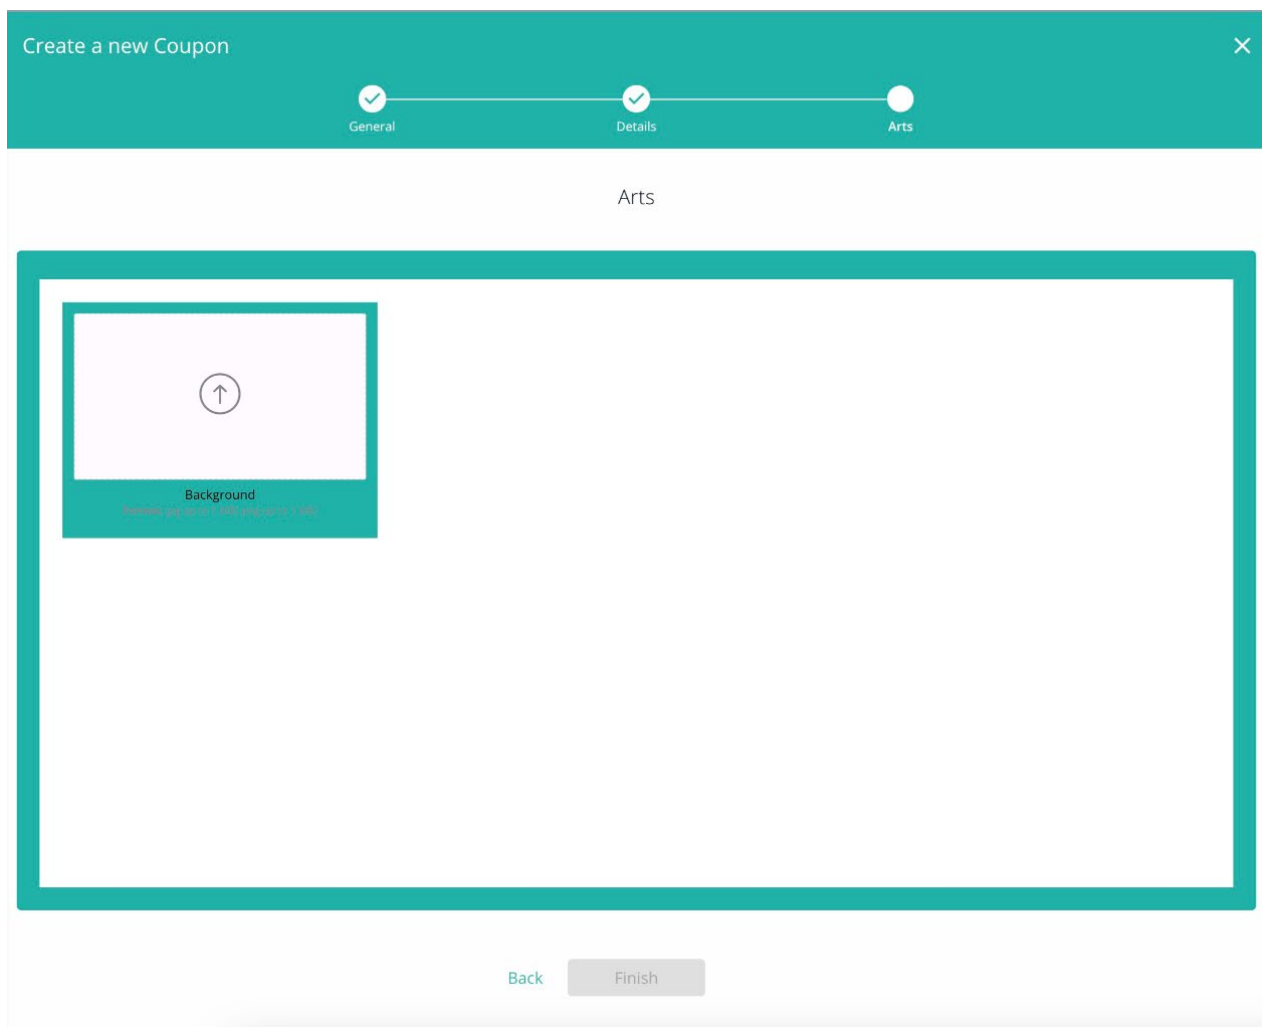 Create a new Coupon
General
Details
Arts
Arts
Background
Back
Finish